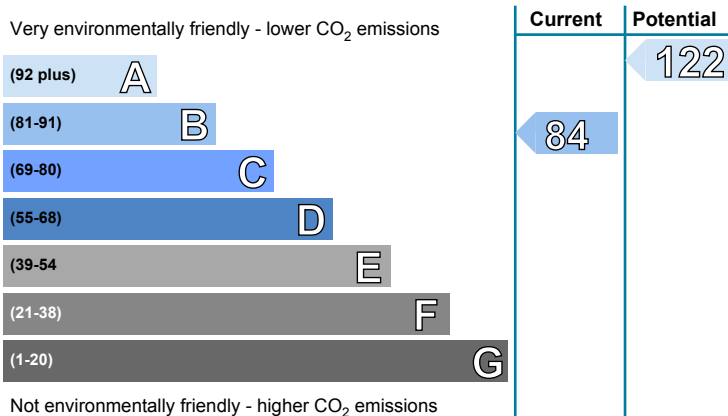 Current Potential
Very environmentally friendly - lower CO2 emissions
(92 plus) A 122
(81-91) B 84
(69-80) C
(55-68) D
(39-54 E
(21-38) F
(1-20) G
Not environmentally friendly - higher CO2 emissions